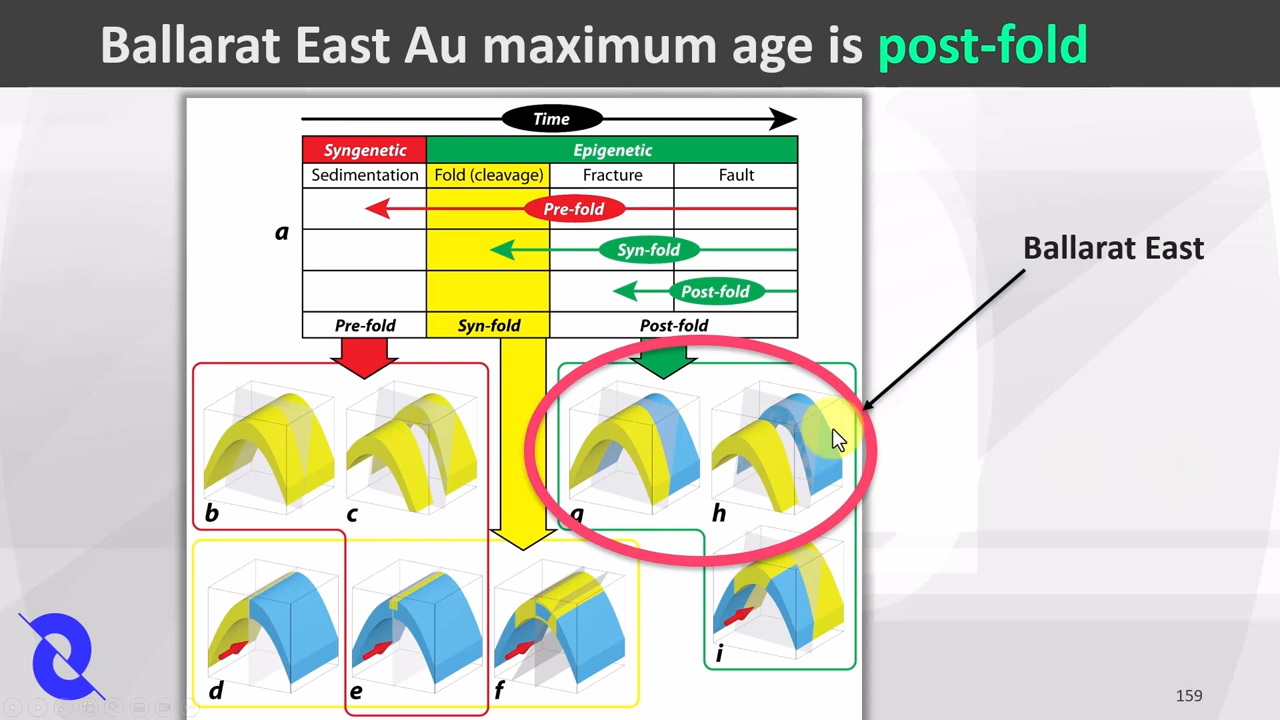 Ballarat East Au maximum age is post-fold
Time
Syngenetic Epigenetic
Sedimentation Fold (cleavage) Fracture Fault
Pre-fold
a
Syn-fold
Post-fold
Pre-fold Syn-fold Post-fold
Ballarat East
b c g h
d e f i
159